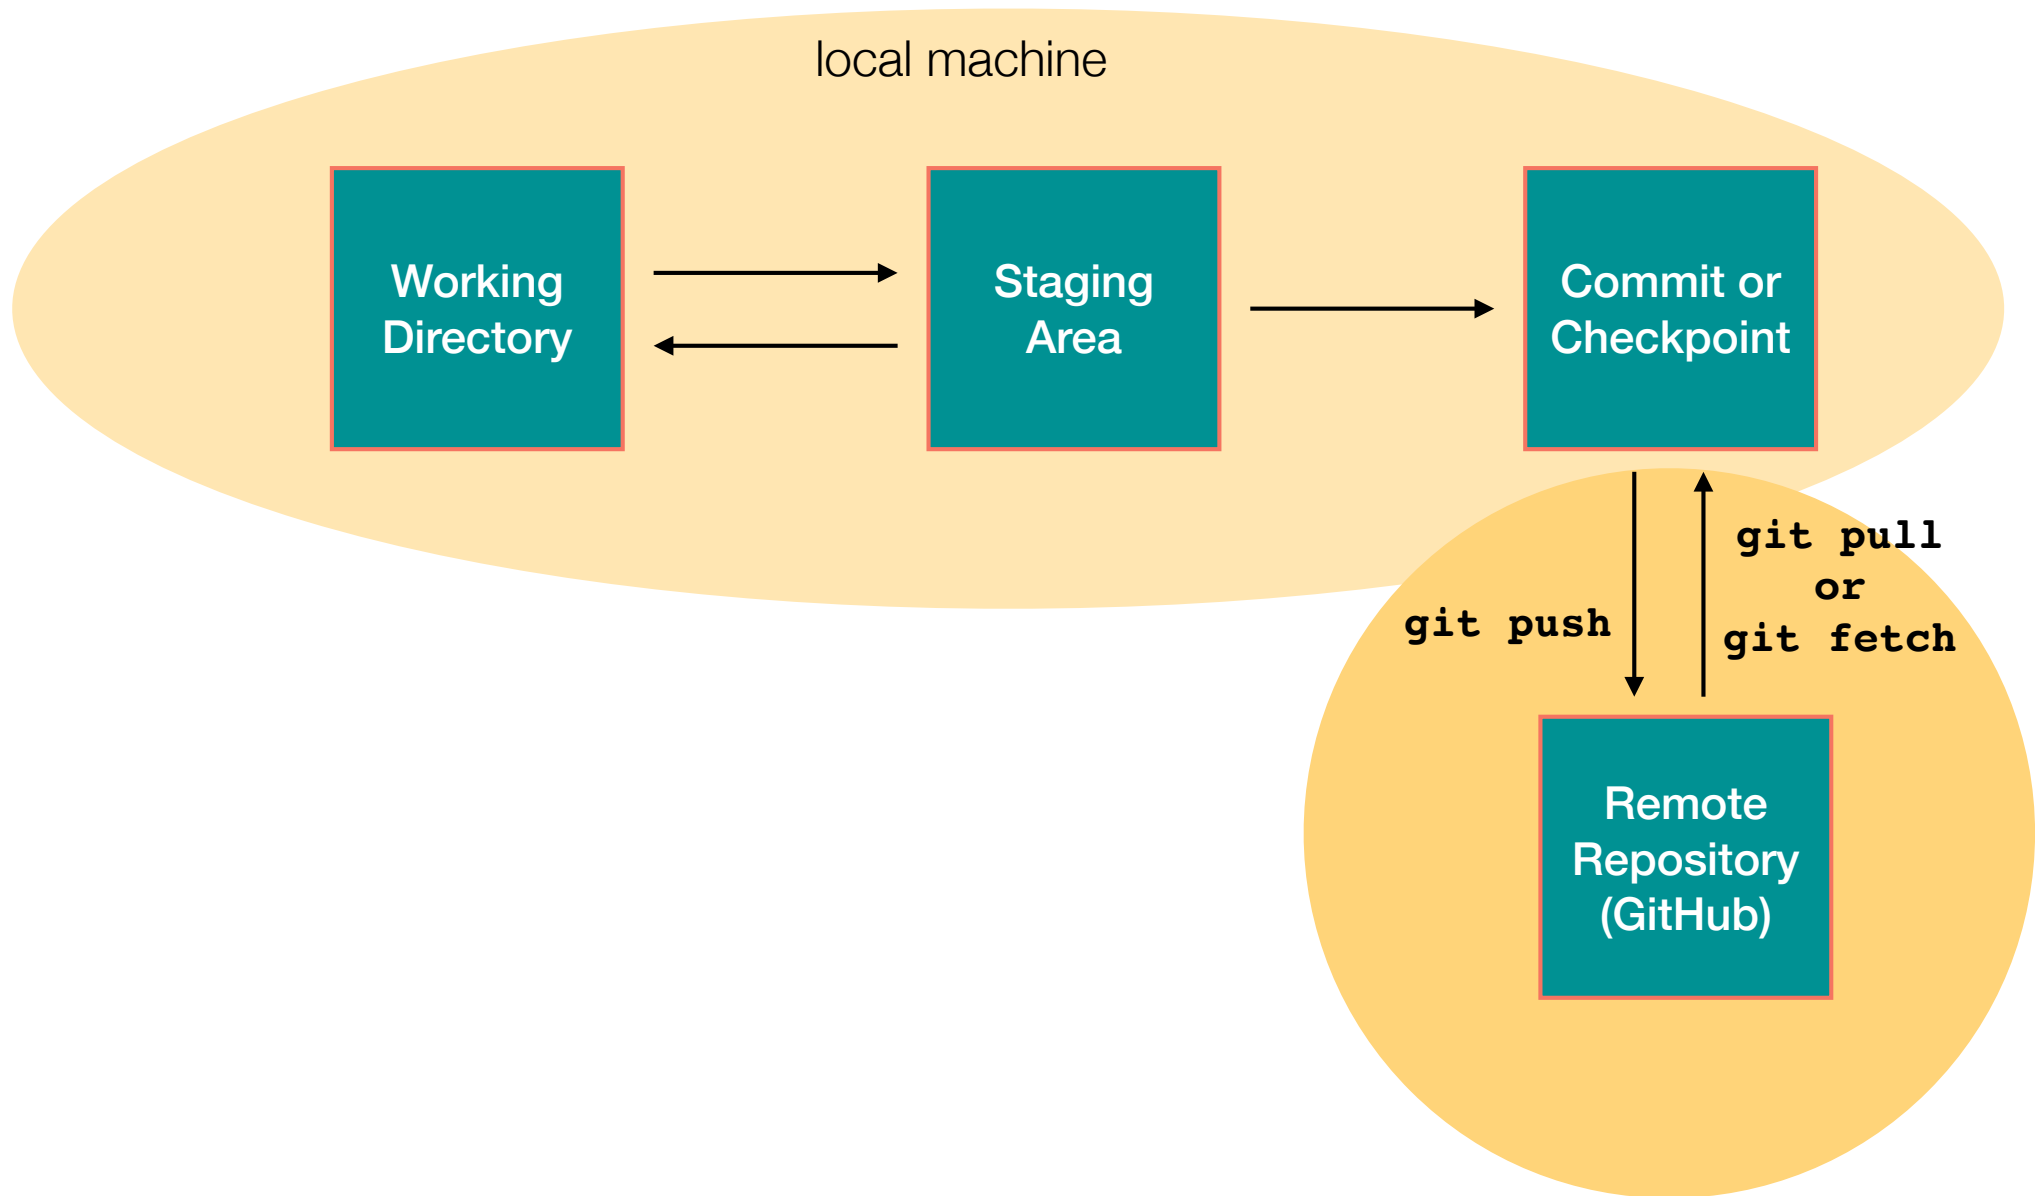 local machine
Working
Directory
Staging
Area
Commit or
Checkpoint
git push
git pull
or
git fetch
Remote
Repository
(GitHub)